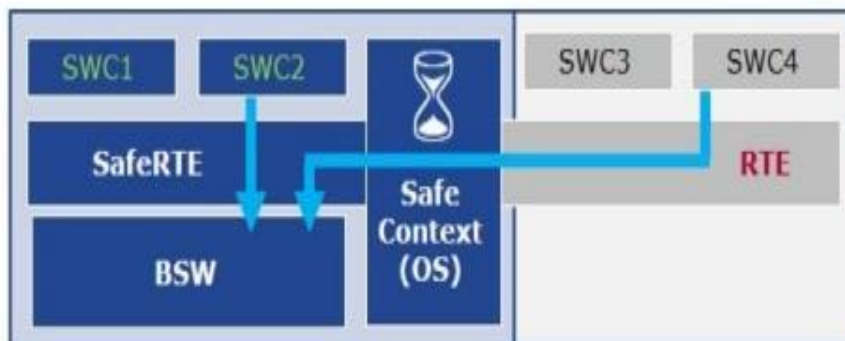 SWC1
SWC2
SWC3
SWC4
SafeRTE
RTE
Safe
Context
(OS)
BSW